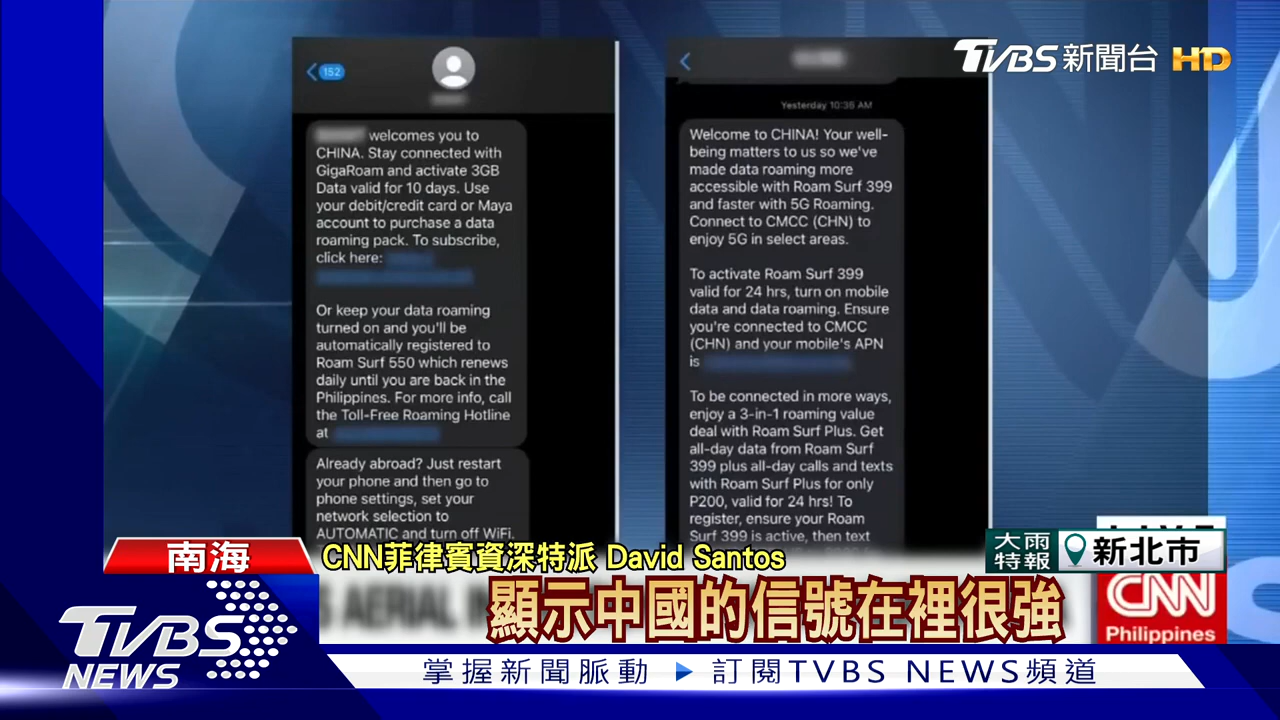 TVBS新聞台 HD
152
welcomes you to
CHINA. Stay connected with
GigaRoam and activate 3GB
Data valid for 10 days. Use
your debit/credit card or Maya
account to purchase a data
roaming pack. To subscribe,
click here:
Or keep your data roaming
turned on and you'll be
automatically registered to
Roam Surf 550 which renews
daily until you are back in the
Philippines. For more info, call
the Toll-Free Roaming Hotline
at
Already abroad? Just restart
your phone and then go to
phone settings, set your
network selection to
AUTOMATIC and turn off WiFi.
Yesterday 10:36 AM
Welcome to CHINA! Your well-
being matters to us so we've
made data roaming more
accessible with Roam Surf 399
and faster with 5G Roaming.
Connect to CMCC (CHN) to
enjoy 5G in select areas.
To activate Roam Surf 399
valid for 24 hrs, turn on mobile
data and data roaming. Ensure
you're connected to CMCC
(CHN) and your mobile's APN
is
To be connected in more ways,
enjoy a 3-in-1 roaming value
deal with Roam Surf Plus. Get
all-day data from Roam Surf
399 plus all-day calls and texts
with Roam Surf Plus for only
P200, valid for 24 hrs! To
register, ensure your Roam
Surf 399 is active, then text
大雨
特報
新北市
南海
CNN菲律賓資深特派 David Santos
AERIAL
顯示中國的信號在裡很強
CNN
Philippines
TVBS
NEWS
掌握新聞脈動 ▶ 訂閱TVBS NEWS頻道